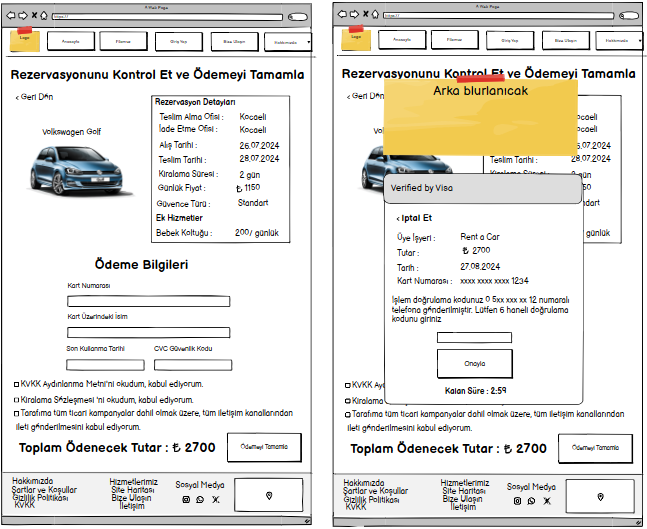 A Web Page
https://
Logo
Anasayfa
Filomuz
Giriş Yap
Bize Ulaşın
Hakkımızda
Rezervasyonunu Kontrol Et ve Ödemeyi Tamamla
< Geri Dön
Volkswagen Golf
Rezervasyon Detayları
Teslim Alma Ofisi : Kocaeli
İade Etme Ofisi : Kocaeli
Alış Tarihi : 26.07.2024
Teslim Tarihi : 28.07.2024
Kiralama Süresi : 2 gün
Günlük Fiyat : ₺ 1150
Güvence Türü : Standart
Ek Hizmetler
Bebek Koltuğu : 200/ günlük
Ödeme Bilgileri
Kart Numarası
Kart Üzerindeki İsim
Son Kullanma Tarihi
CVC Güvenlik Kodu
KVKK Aydınlanma Metni'ni okudum, kabul ediyorum.
Kiralama Sözleşmesi 'ni okudum, kabul ediyorum.
Tarafıma tüm ticari kampanyalar dahil olmak üzere, tüm iletişim kanallarından
ileti gönderilmesini kabul ediyorum.
Toplam Ödenecek Tutar : ₺ 2700
Ödemeyi Tamamla
Hakkımızda
Şartlar ve Koşullar
Gizlilik Politikası
KVKK
Hizmetlerimiz
Site Haritası
Bize Ulaşın
İletişim
Sosyal Medya
A Web Page
https://
Logo
Anasayfa
Filomuz
Giriş Yap
Bize Ulaşın
Hakkımızda
Rezervasyonunu Kontrol Et ve Ödemeyi Tamamla
< Geri Dön
Arka blurlanıcak
Volks
Kocaeli
Kocaeli
26.07.2024
28.07.2024
2 gün
1150
Standart
200/ günlük
Verified by Visa
< Iptal Et
Üye İşyeri : Rent a Car
Tutar : ₺ 2700
Tarih : 27.08.2024
Kart Numarası : xxxx xxxx xxxx 1234
İşlem doğrulama kodunuz 0 5xx xxx xx 12 numaralı
telefona gönderilmiştir. Lütfen 6 haneli doğrulama
kodunu giriniz
Onayla
Kalan Süre : 2:59
KVKK Ayd
Kiralama
Tarafıma tüm ticari kampanyalar dahil olmak üzere, tüm iletişim kanallarından
ileti gönderilmesini kabul ediyorum.
Toplam Ödenecek Tutar : ₺ 2700
Ödemeyi Tamamla
Hakkımızda
Şartlar ve Koşullar
Gizlilik Politikası
KVKK
Hizmetlerimiz
Site Haritası
Bize Ulaşın
İletişim
Sosyal Medya